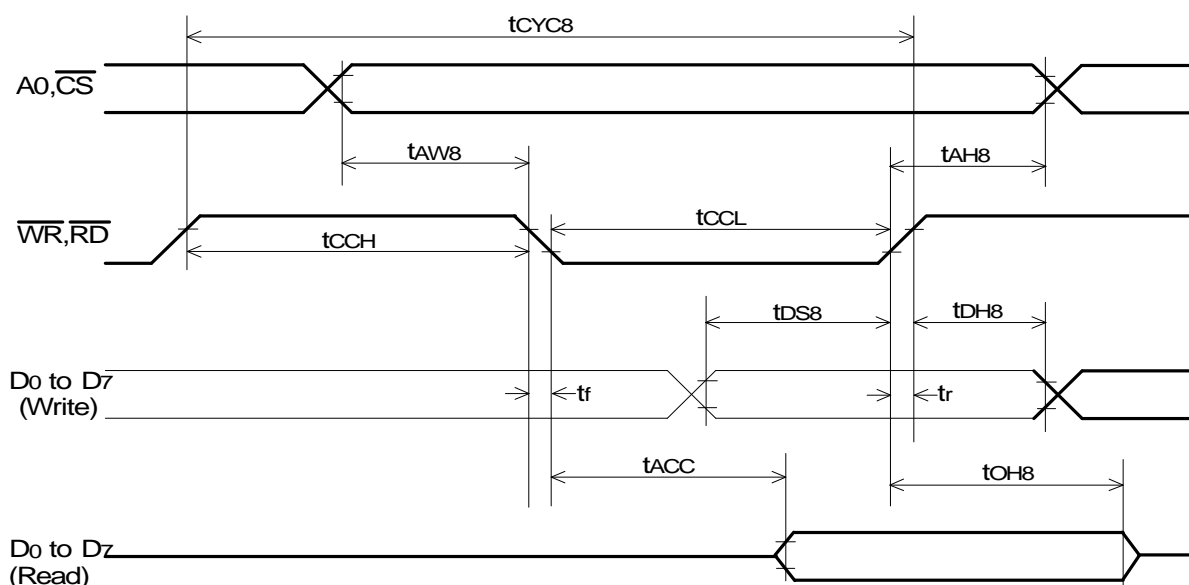 tCYC8
A0,CS
tAW8
tAH8
WR,RD
tCCL
tCCH
tDS8
tDH8
D0 to D7
(Write)
tf
tr
tACC
tOH8
D0 to D7
(Read)